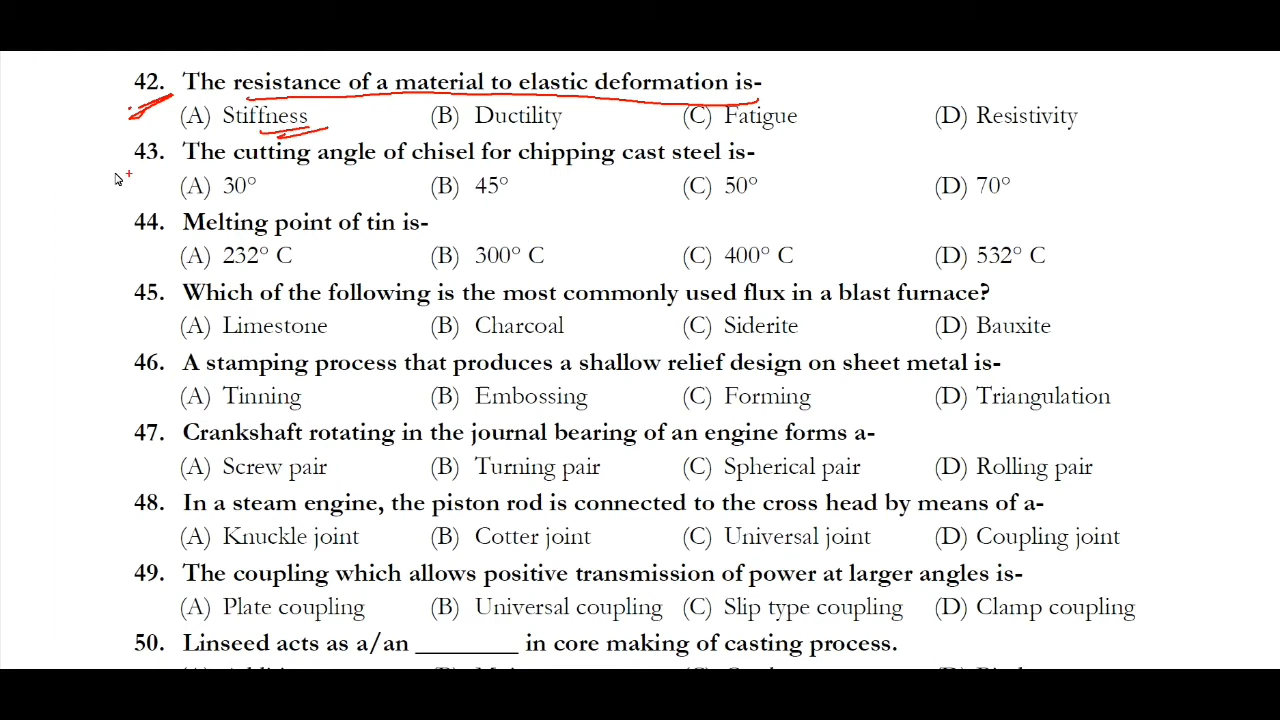 42. The resistance of a material to elastic deformation is-
(A) Stiffness (B) Ductility (C) Fatigue (D) Resistivity
43. The cutting angle of chisel for chipping cast steel is-
(A) 30° (B) 45° (C) 50° (D) 70°
44. Melting point of tin is-
(A) 232° C (B) 300° C (C) 400° C (D) 532° C
45. Which of the following is the most commonly used flux in a blast furnace?
(A) Limestone (B) Charcoal (C) Siderite (D) Bauxite
46. A stamping process that produces a shallow relief design on sheet metal is-
(A) Tinning (B) Embossing (C) Forming (D) Triangulation
47. Crankshaft rotating in the journal bearing of an engine forms a-
(A) Screw pair (B) Turning pair (C) Spherical pair (D) Rolling pair
48. In a steam engine, the piston rod is connected to the cross head by means of a-
(A) Knuckle joint (B) Cotter joint (C) Universal joint (D) Coupling joint
49. The coupling which allows positive transmission of power at larger angles is-
(A) Plate coupling (B) Universal coupling (C) Slip type coupling (D) Clamp coupling
50. Linseed acts as a/an ________ in core making of casting process.